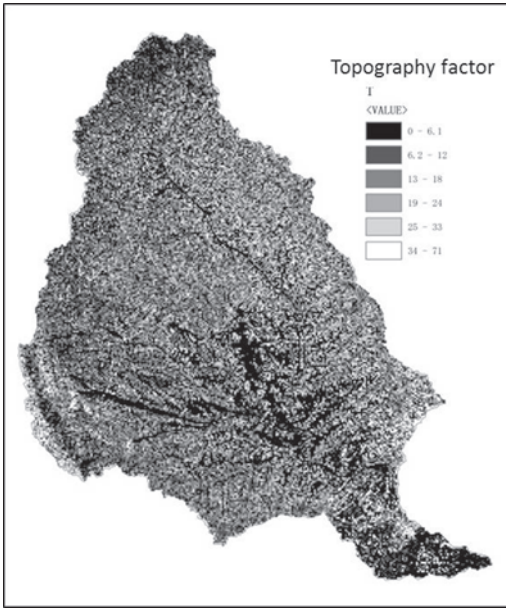 Topography factor
T
<VALUE>
0 - 6.1
6.2 - 12
13 - 18
19 - 24
25 - 33
34 - 71